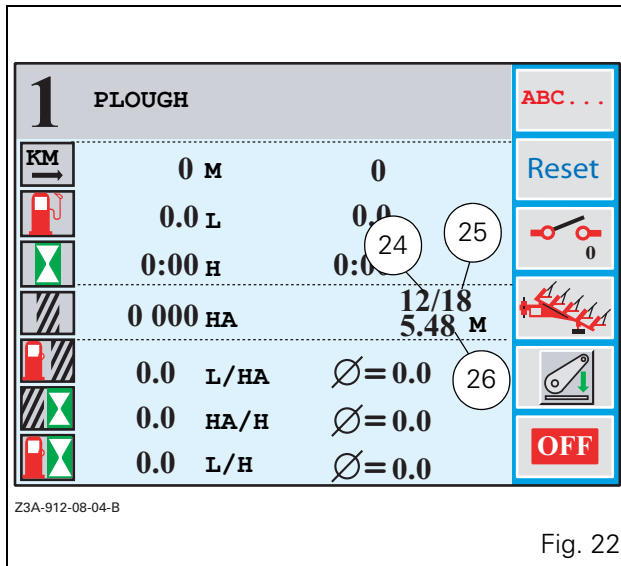 1 PLOUGH ABC...
KM 0 M 0 Reset
0.0 L 0.0
24 25
0:00 H 0:0 0
12/18
0 000 HA 5.48 M
0.0 L/HA ∅=0.0 26
0.0 HA/H ∅=0.0
0.0 L/H ∅=0.0 OFF
Z3A-912-08-04-B
Fig. 22